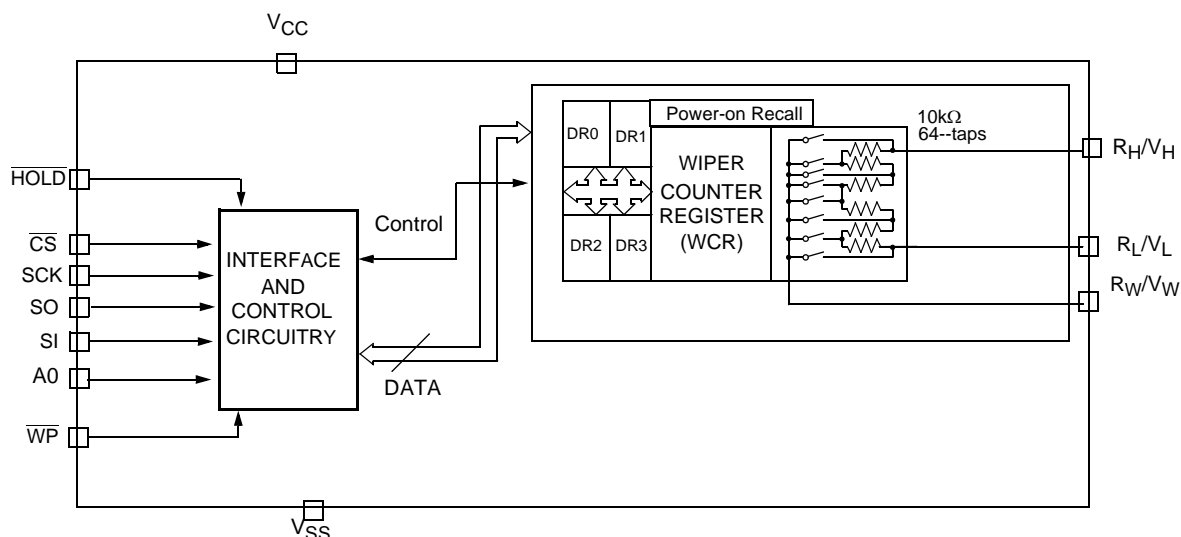 VCC
HOLD
CS
SCK
SO
SI
A0
WP
VSS
INTERFACE
AND
CONTROL
CIRCUITRY
Control
DATA
DR0
DR1
DR2
DR3
Power-on Recall
WIPER
COUNTER
REGISTER
(WCR)
10kΩ
64--taps
RH/VH
RL/VL
RW/VW